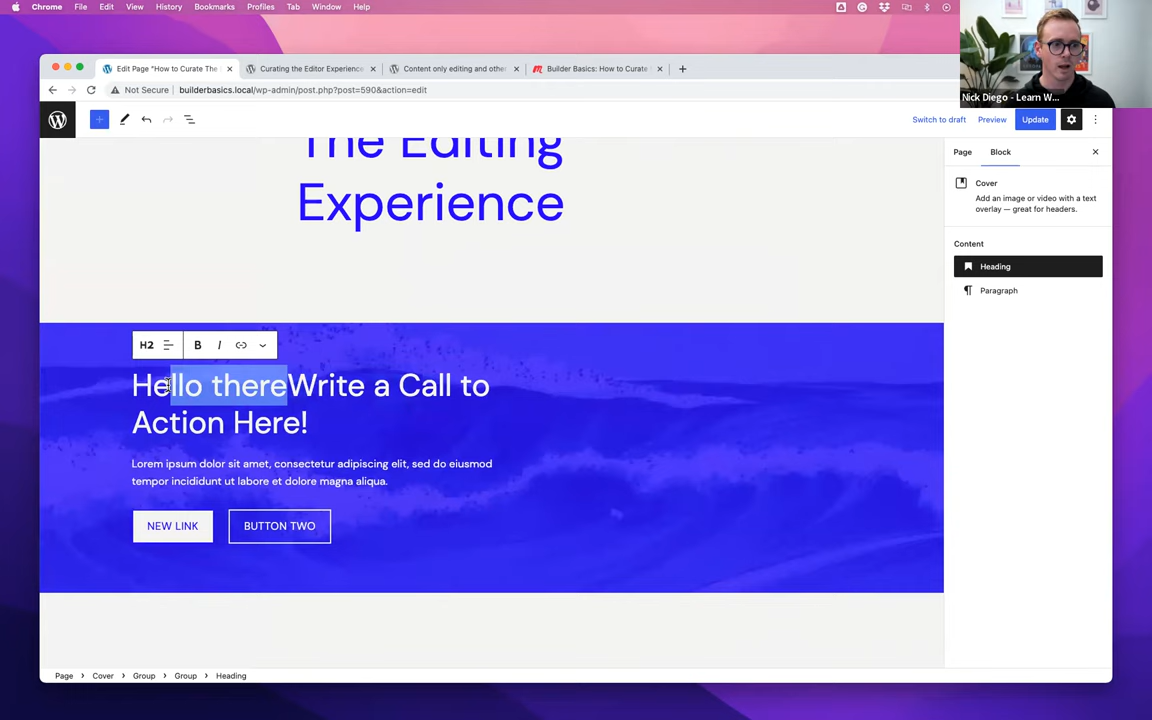 Chrome File Edit View History Bookmarks Profiles Tab Window Help
Edit Page "How to Curate The
Curating the Editor Experience
Content only editing and othe
Builder Basics: How to Curate
Nick Diego - Learn W...
Not Secure builderbasics.local/wp-admin/post.php?post=590&action=edit
Switch to draft Preview Update
The Editing
Experience
Page Block
Cover
Add an image or video with a text
overlay — great for headers.
Content
Heading
Paragraph
H2 B I
Hello thereWrite a Call to
Action Here!
Lorem ipsum dolor sit amet, consectetur adipiscing elit, sed do eiusmod
tempor incididunt ut labore et dolore magna aliqua.
NEW LINK BUTTON TWO
Page Cover Group Group Heading